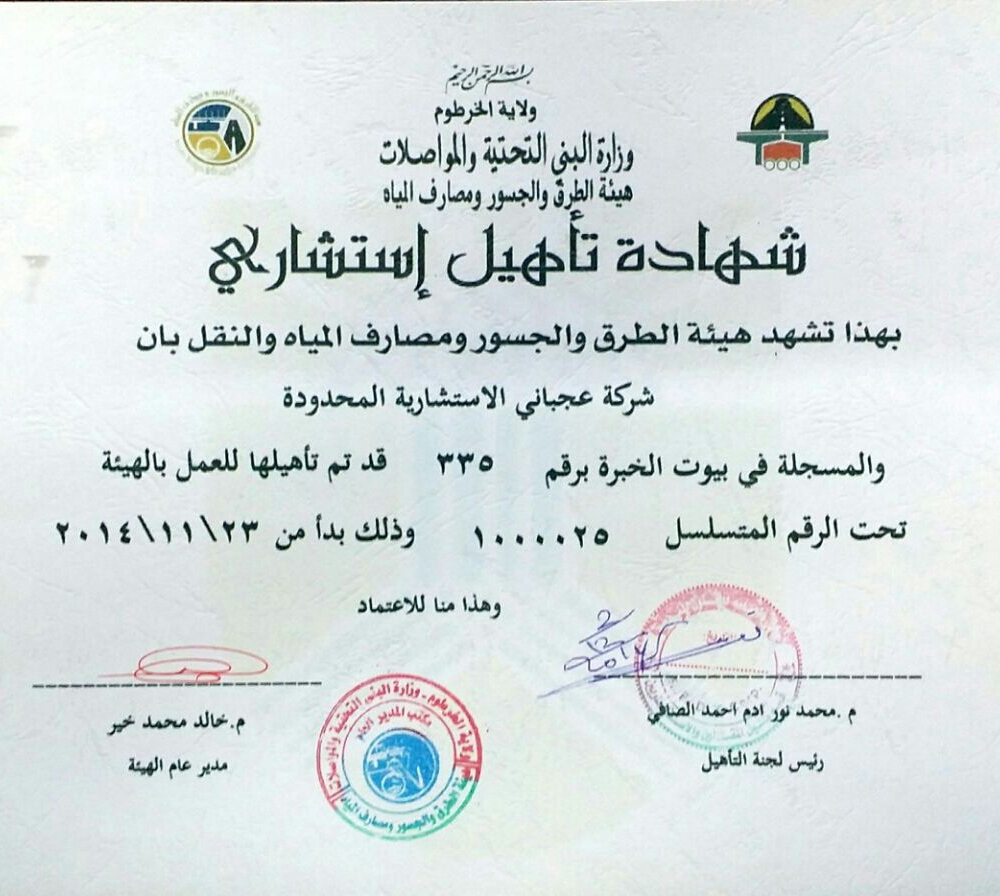 بسم الله الرحمن الرحيم
ولاية الخرطوم
وزارة البنى التحتية والمواصلات
هيئة الطرق والجسور ومصارف المياه
شهادة تأهيل إستشاري
بهذا تشهد هيئة الطرق والجسور ومصارف المياه والنقل بان
شركة عجباني الاستشارية المحدودة
والمسجلة في بيوت الخبرة برقم ٣٣٥ قد تم تأهيلها للعمل بالهيئة
تحت الرقم المتسلسل ١٠٠٠٠٢٥ وذلك بدأ من ٢٣\١١\٢٠١٤
وهذا منا للاعتماد
م .محمد نور ادم احمد الصافي
رئيس لجنة التأهيل
م.خالد محمد خير
مدير عام الهيئة
ولاية الخرطوم - وزارة البنى التحتية والمواصلات
مكتب المدير العام
هيئة الطرق والجسور ومصارف المياه